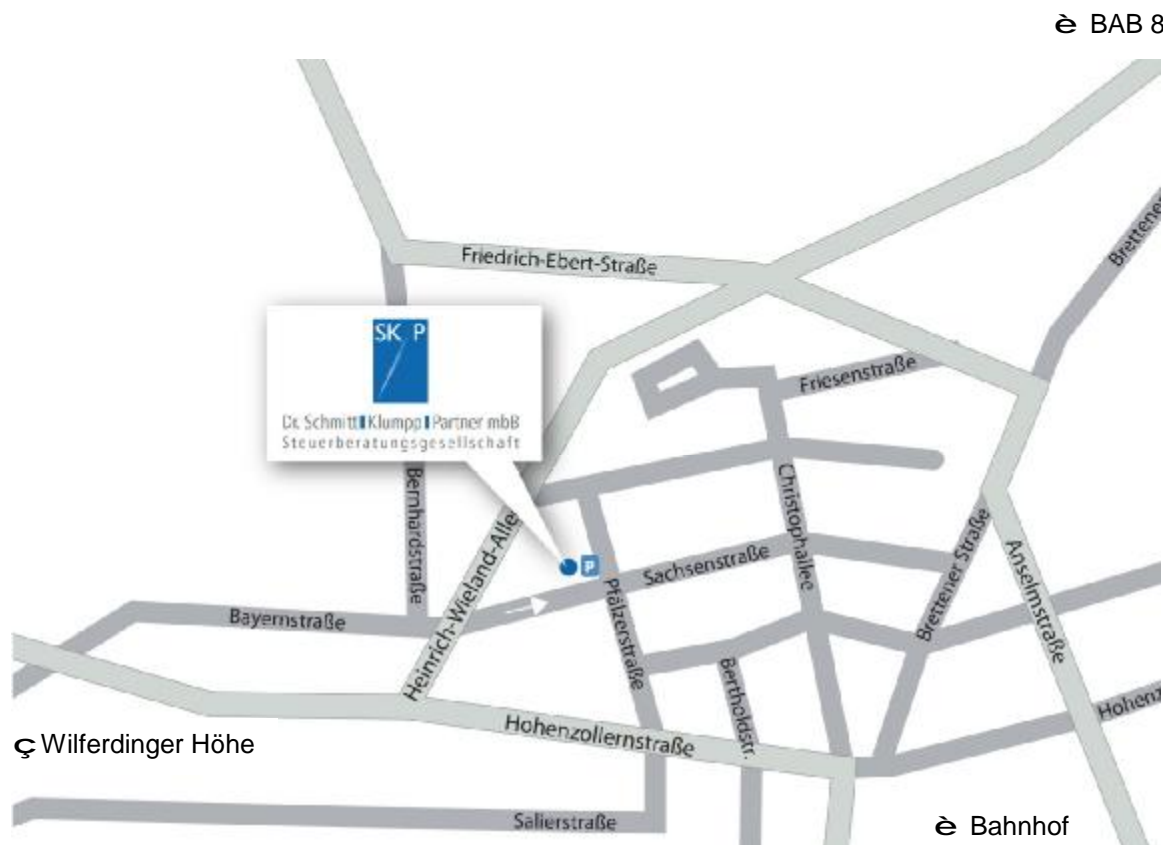 è BAB 8
Brettener
Friedrich-Ebert-Straße
SK P
Dr. Schmitt Klumpp Partner mbB
Steuerberatungsgesellschaft
Friesenstraße
Bernhardstraße
Heinrich-Wieland-Allee
Christophallee
P
Sachsenstraße
Pfälzerstraße
Brettener Straße
Anselmstraße
Bayernstraße
Bertholdstr.
Hohenz
Hohenzollernstraße
ç Wilferdinger Höhe
Salierstraße
è Bahnhof